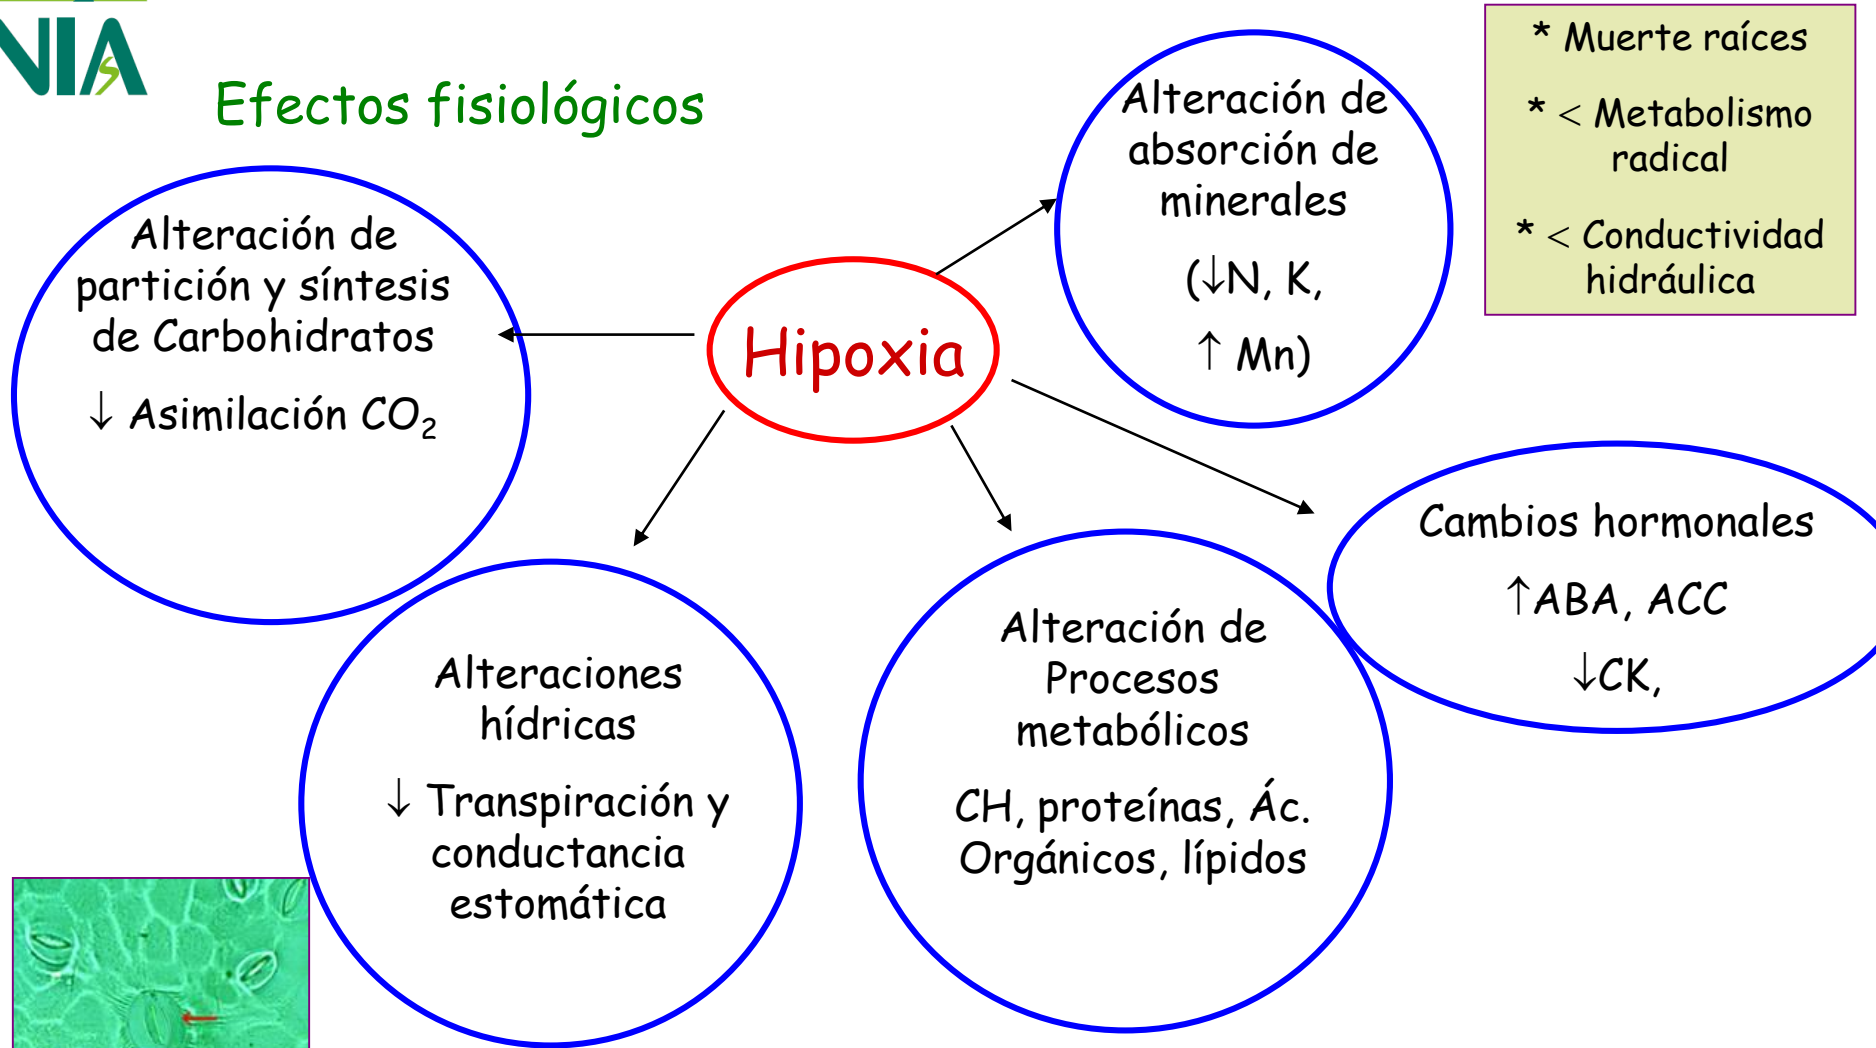 NIA
Efectos fisiológicos
* Muerte raíces
* < Metabolismo
radical
* < Conductividad
hidráulica
Alteración de
absorción de
minerales
(↓N, K,
↑ Mn)
Alteración de
partición y síntesis
de Carbohidratos
↓ Asimilación CO₂
Hipoxia
Cambios hormonales
↑ABA, ACC
↓CK,
Alteraciones
hídricas
↓ Transpiración y
conductancia
estomática
Alteración de
Procesos
metabólicos
CH, proteínas, Ác.
Orgánicos, lípidos